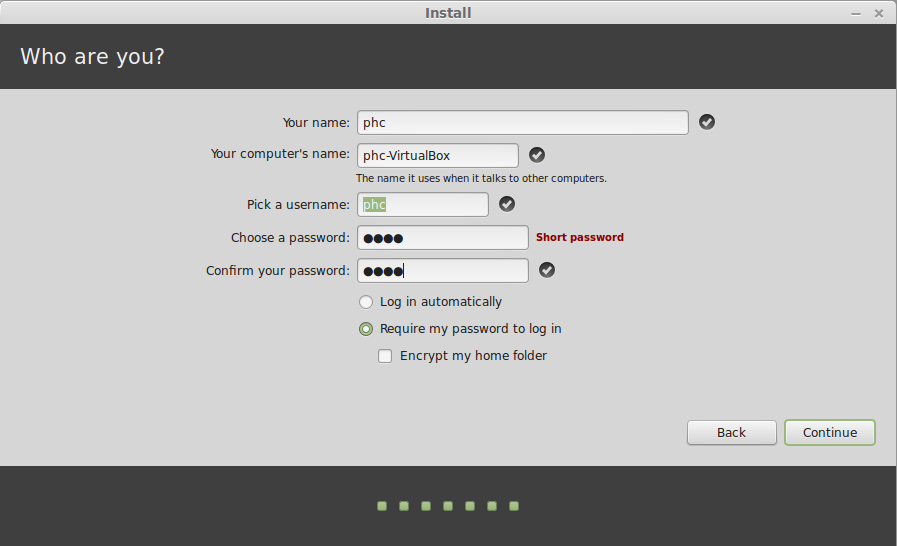 Install
Who are you?
Your name: phc
Your computer's name: phc-VirtualBox
The name it uses when it talks to other computers.
Pick a username: phc
Choose a password: ●●●● Short password
Confirm your password: ●●●●
Log in automatically
Require my password to log in
Encrypt my home folder
Back Continue